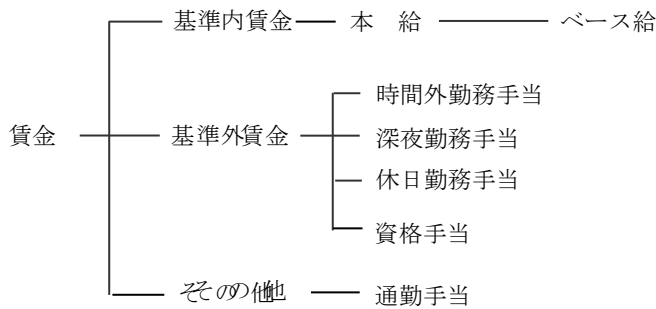 基準内賃金 本 給 ベース給
時間外勤務手当
賃金 基準外賃金 深夜勤務手当
休日勤務手当
資格手当
その他 通勤手当